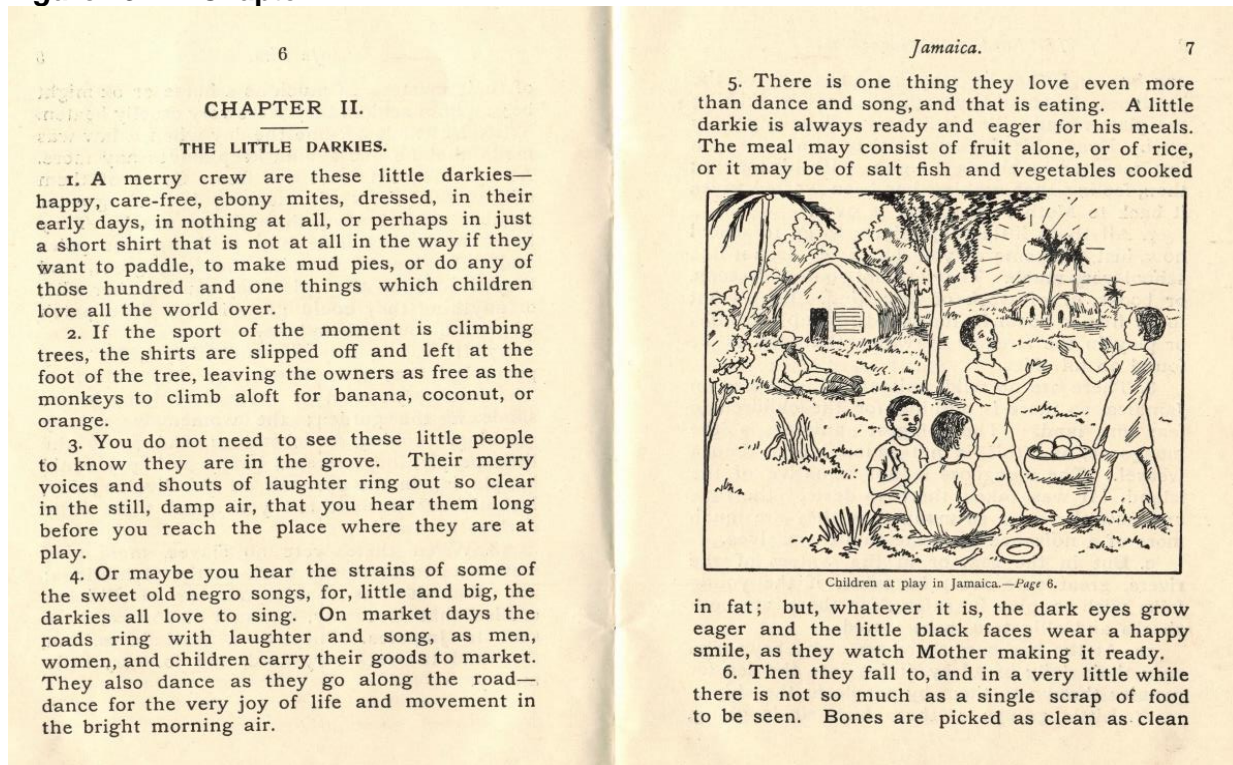 6
CHAPTER II.
THE LITTLE DARKIES.
1. A merry crew are these little darkies—
happy, care-free, ebony mites, dressed, in their
early days, in nothing at all, or perhaps in just
a short shirt that is not at all in the way if they
want to paddle, to make mud pies, or do any of
those hundred and one things which children
love all the world over.
2. If the sport of the moment is climbing
trees, the shirts are slipped off and left at the
foot of the tree, leaving the owners as free as the
monkeys to climb aloft for banana, coconut, or
orange.
3. You do not need to see these little people
to know they are in the grove. Their merry
voices and shouts of laughter ring out so clear
in the still, damp air, that you hear them long
before you reach the place where they are at
play.
4. Or maybe you hear the strains of some of
the sweet old negro songs, for, little and big, the
darkies all love to sing. On market days the
roads ring with laughter and song, as men,
women, and children carry their goods to market.
They also dance as they go along the road—
dance for the very joy of life and movement in
the bright morning air.
Jamaica. 7
5. There is one thing they love even more
than dance and song, and that is eating. A little
darkie is always ready and eager for his meals.
The meal may consist of fruit alone, or of rice,
or it may be of salt fish and vegetables cooked
Children at play in Jamaica.—Page 6.
in fat; but, whatever it is, the dark eyes grow
eager and the little black faces wear a happy
smile, as they watch Mother making it ready.
6. Then they fall to, and in a very little while
there is not so much as a single scrap of food
to be seen. Bones are picked as clean as clean